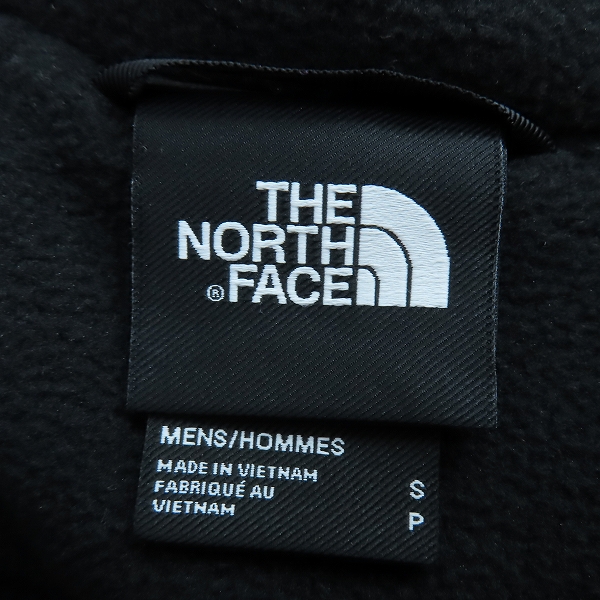 THE
NORTH
® FACE
MENS/HOMMES
MADE IN VIETNAM
FABRIQUÉ AU
VIETNAM
S
P